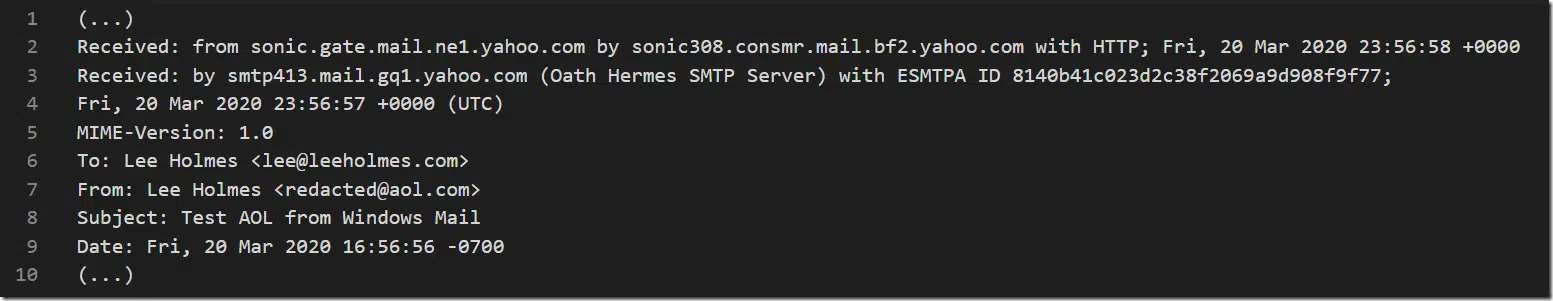 1 (...)
2 Received: from sonic.gate.mail.ne1.yahoo.com by sonic308.consmr.mail.bf2.yahoo.com with HTTP; Fri, 20 Mar 2020 23:56:58 +0000
3 Received: by smtp413.mail.gq1.yahoo.com (Oath Hermes SMTP Server) with ESMTPA ID 8140b41c023d2c38f2069a9d908f9f77;
4 Fri, 20 Mar 2020 23:56:57 +0000 (UTC)
5 MIME-Version: 1.0
6 To: Lee Holmes <lee@leeholmes.com>
7 From: Lee Holmes <redacted@aol.com>
8 Subject: Test AOL from Windows Mail
9 Date: Fri, 20 Mar 2020 16:56:56 -0700
10 (...)